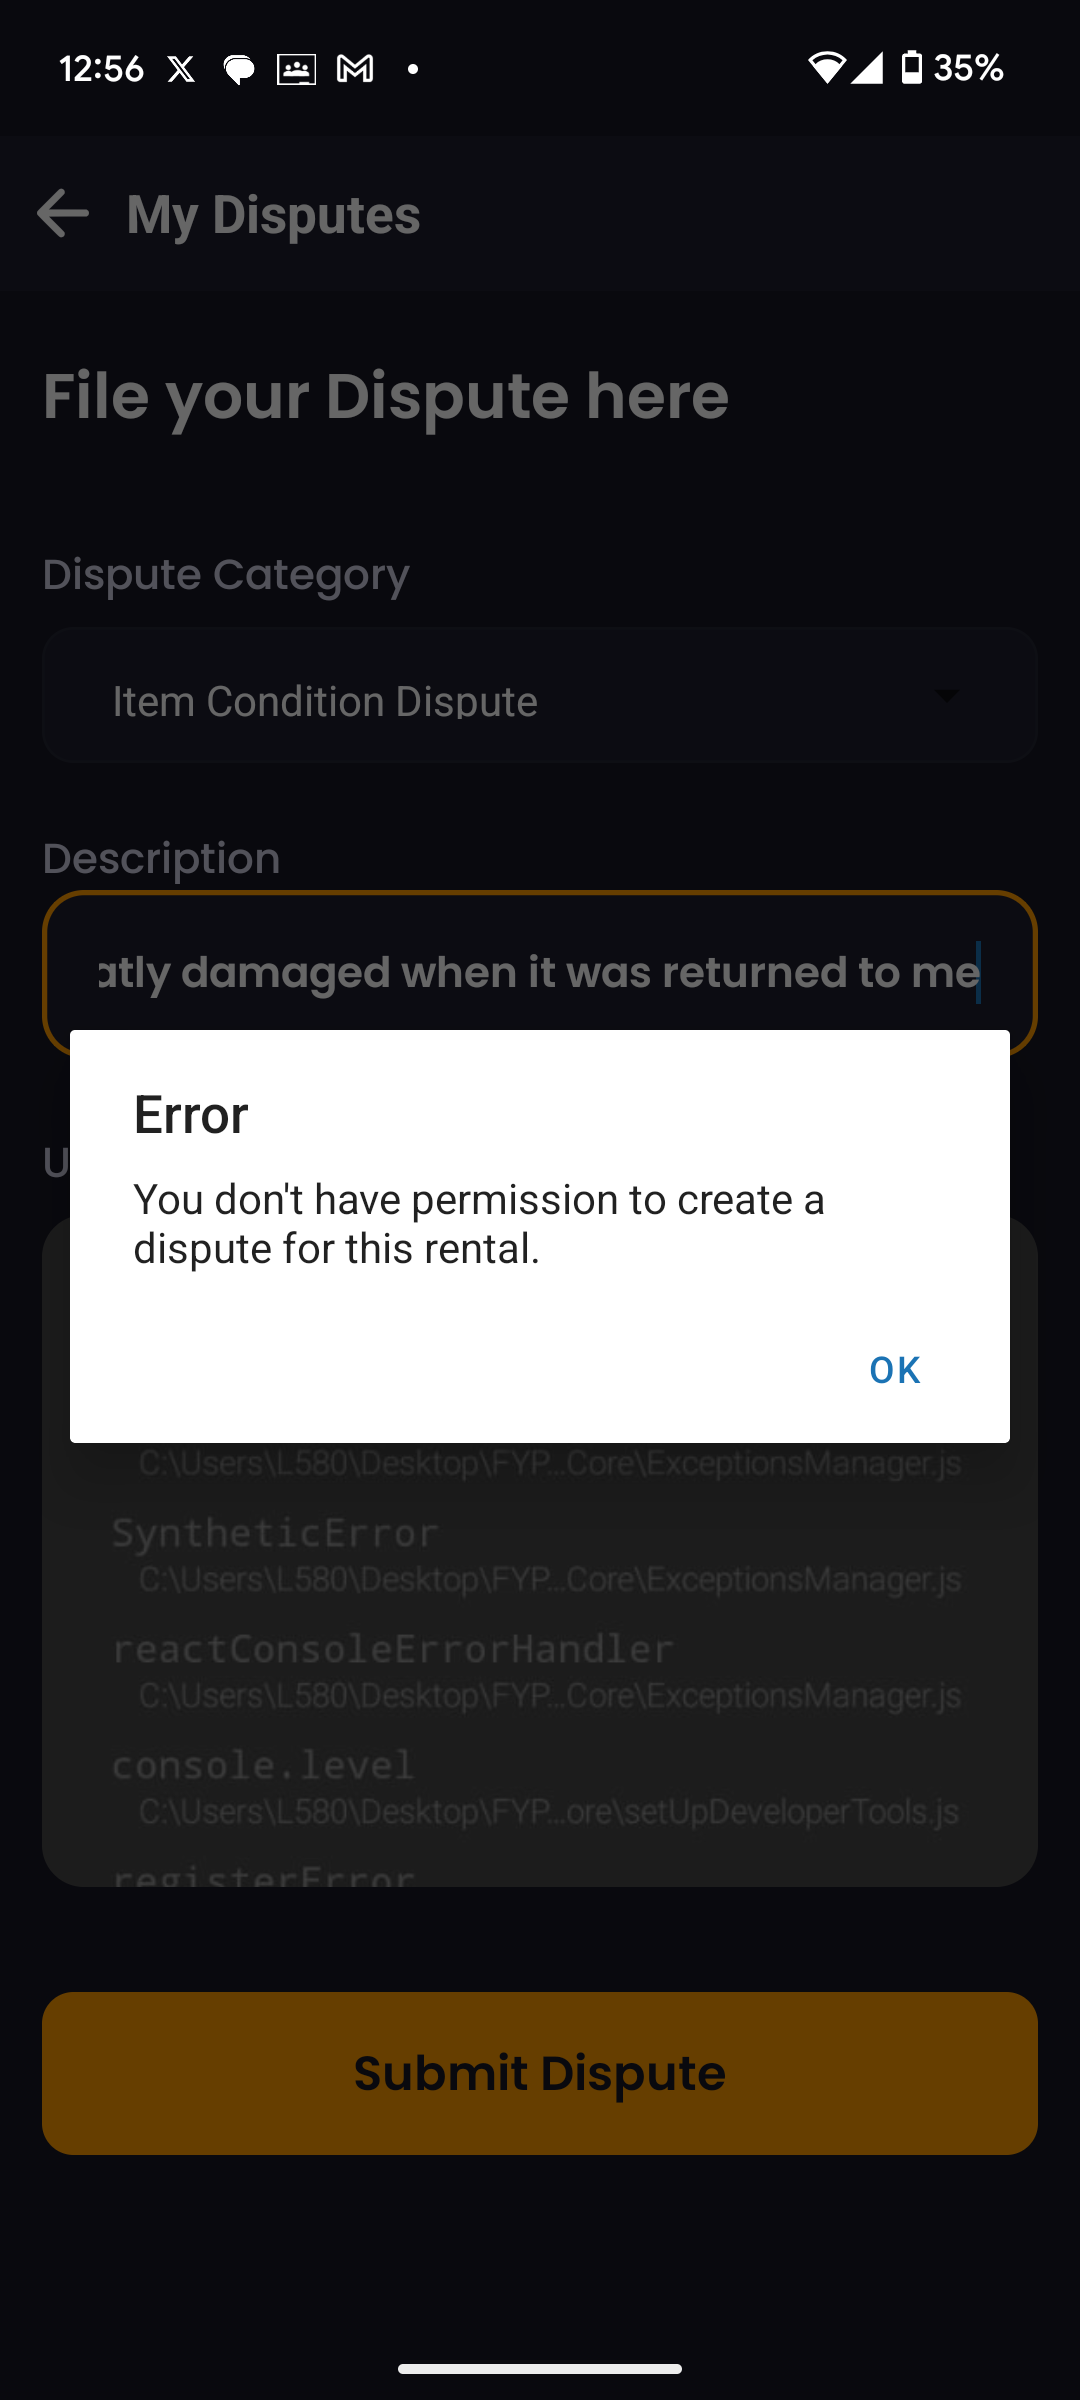 12:56
35%
My Disputes
File your Dispute here
Dispute Category
Item Condition Dispute
Description
atly damaged when it was returned to me
U
Error
You don't have permission to create a
dispute for this rental.
OK
C:\Users\L580\Desktop\FYP...Core\ExceptionsManager.js
SyntheticError
C:\Users\L580\Desktop\FYP...Core\ExceptionsManager.js
reactConsoleErrorHandler
C:\Users\L580\Desktop\FYP...Core\ExceptionsManager.js
console.level
C:\Users\L580\Desktop\FYP...ore\setUpDeveloperTools.js
registerError
Submit Dispute